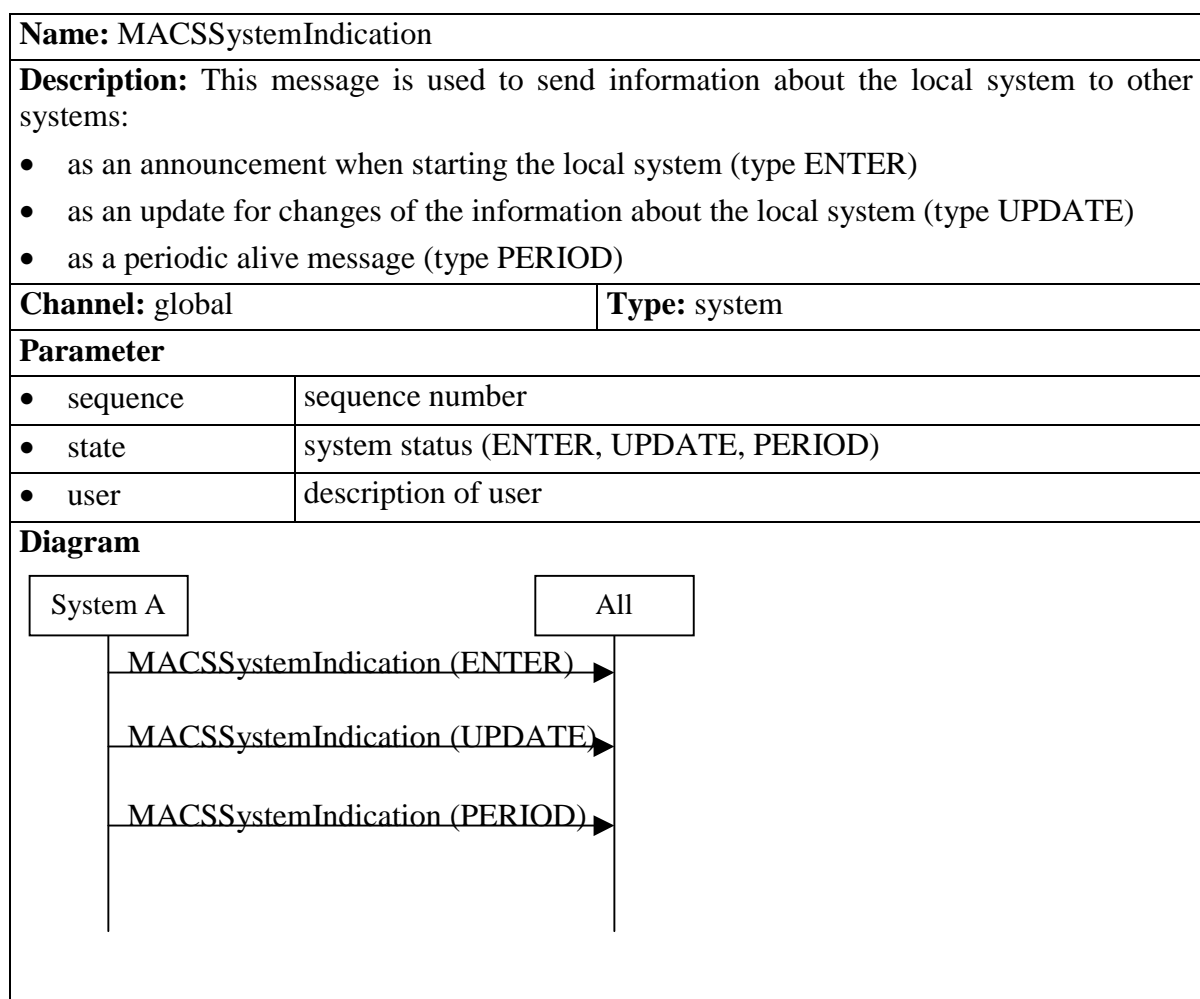 Name: MACSSystemIndication
Description: This message is used to send information about the local system to other
systems:
• as an announcement when starting the local system (type ENTER)
• as an update for changes of the information about the local system (type UPDATE)
• as a periodic alive message (type PERIOD)
Channel: global Type: system
Parameter
• sequence sequence number
• state system status (ENTER, UPDATE, PERIOD)
• user description of user
Diagram
System A All
MACSSystemIndication (ENTER)
MACSSystemIndication (UPDATE)
MACSSystemIndication (PERIOD)